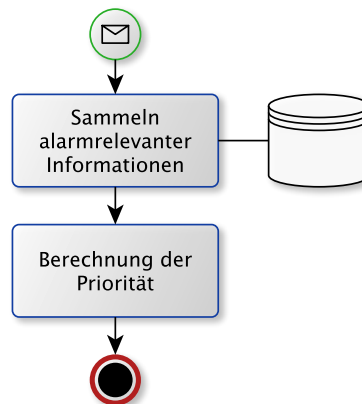 Sammeln
alarmrelevanter
Informationen
Berechnung der
Priorität